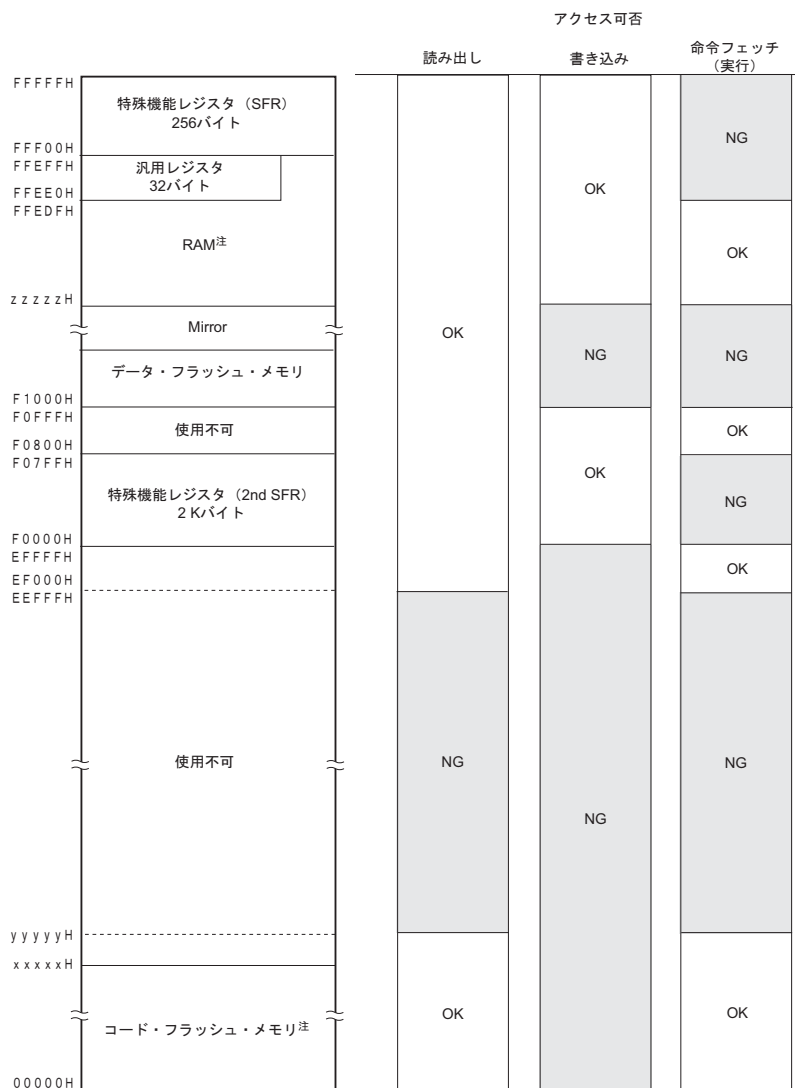 アクセス可否
読み出し
書き込み
命令フェッチ
（実行）
FFFFFH
特殊機能レジスタ（SFR）
256バイト
NG
FFF00H
FFEFFH
汎用レジスタ
32バイト
OK
FFEE0H
FFEDFH
RAM注
OK
zzzzzH
Mirror
OK
NG
NG
データ・フラッシュ・メモリ
F1000H
F0FFFH
使用不可
OK
F0800H
F07FFH
OK
特殊機能レジスタ（2nd SFR）
2 Kバイト
NG
F0000H
EFFFFH
OK
EF000H
EEFFFH
使用不可
NG
NG
NG
yyyyyH
xxxxxH
コード・フラッシュ・メモリ注
OK
OK
00000H